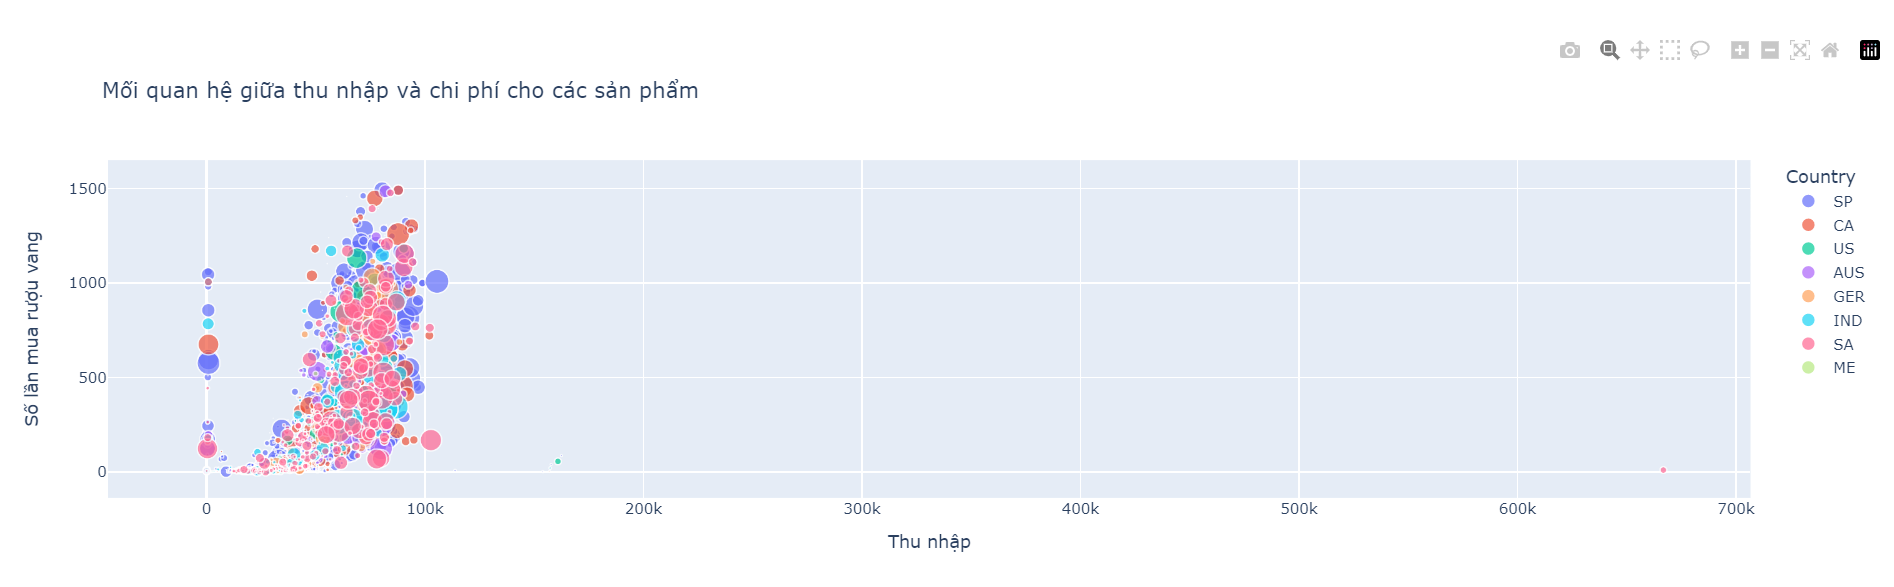 Mối quan hệ giữa thu nhập và chi phí cho các sản phẩm
Số lần mua rượu vang
1500
1000
500
0
0
100k
200k
300k
400k
500k
600k
700k
Thu nhập
Country
SP
CA
US
AUS
GER
IND
SA
ME